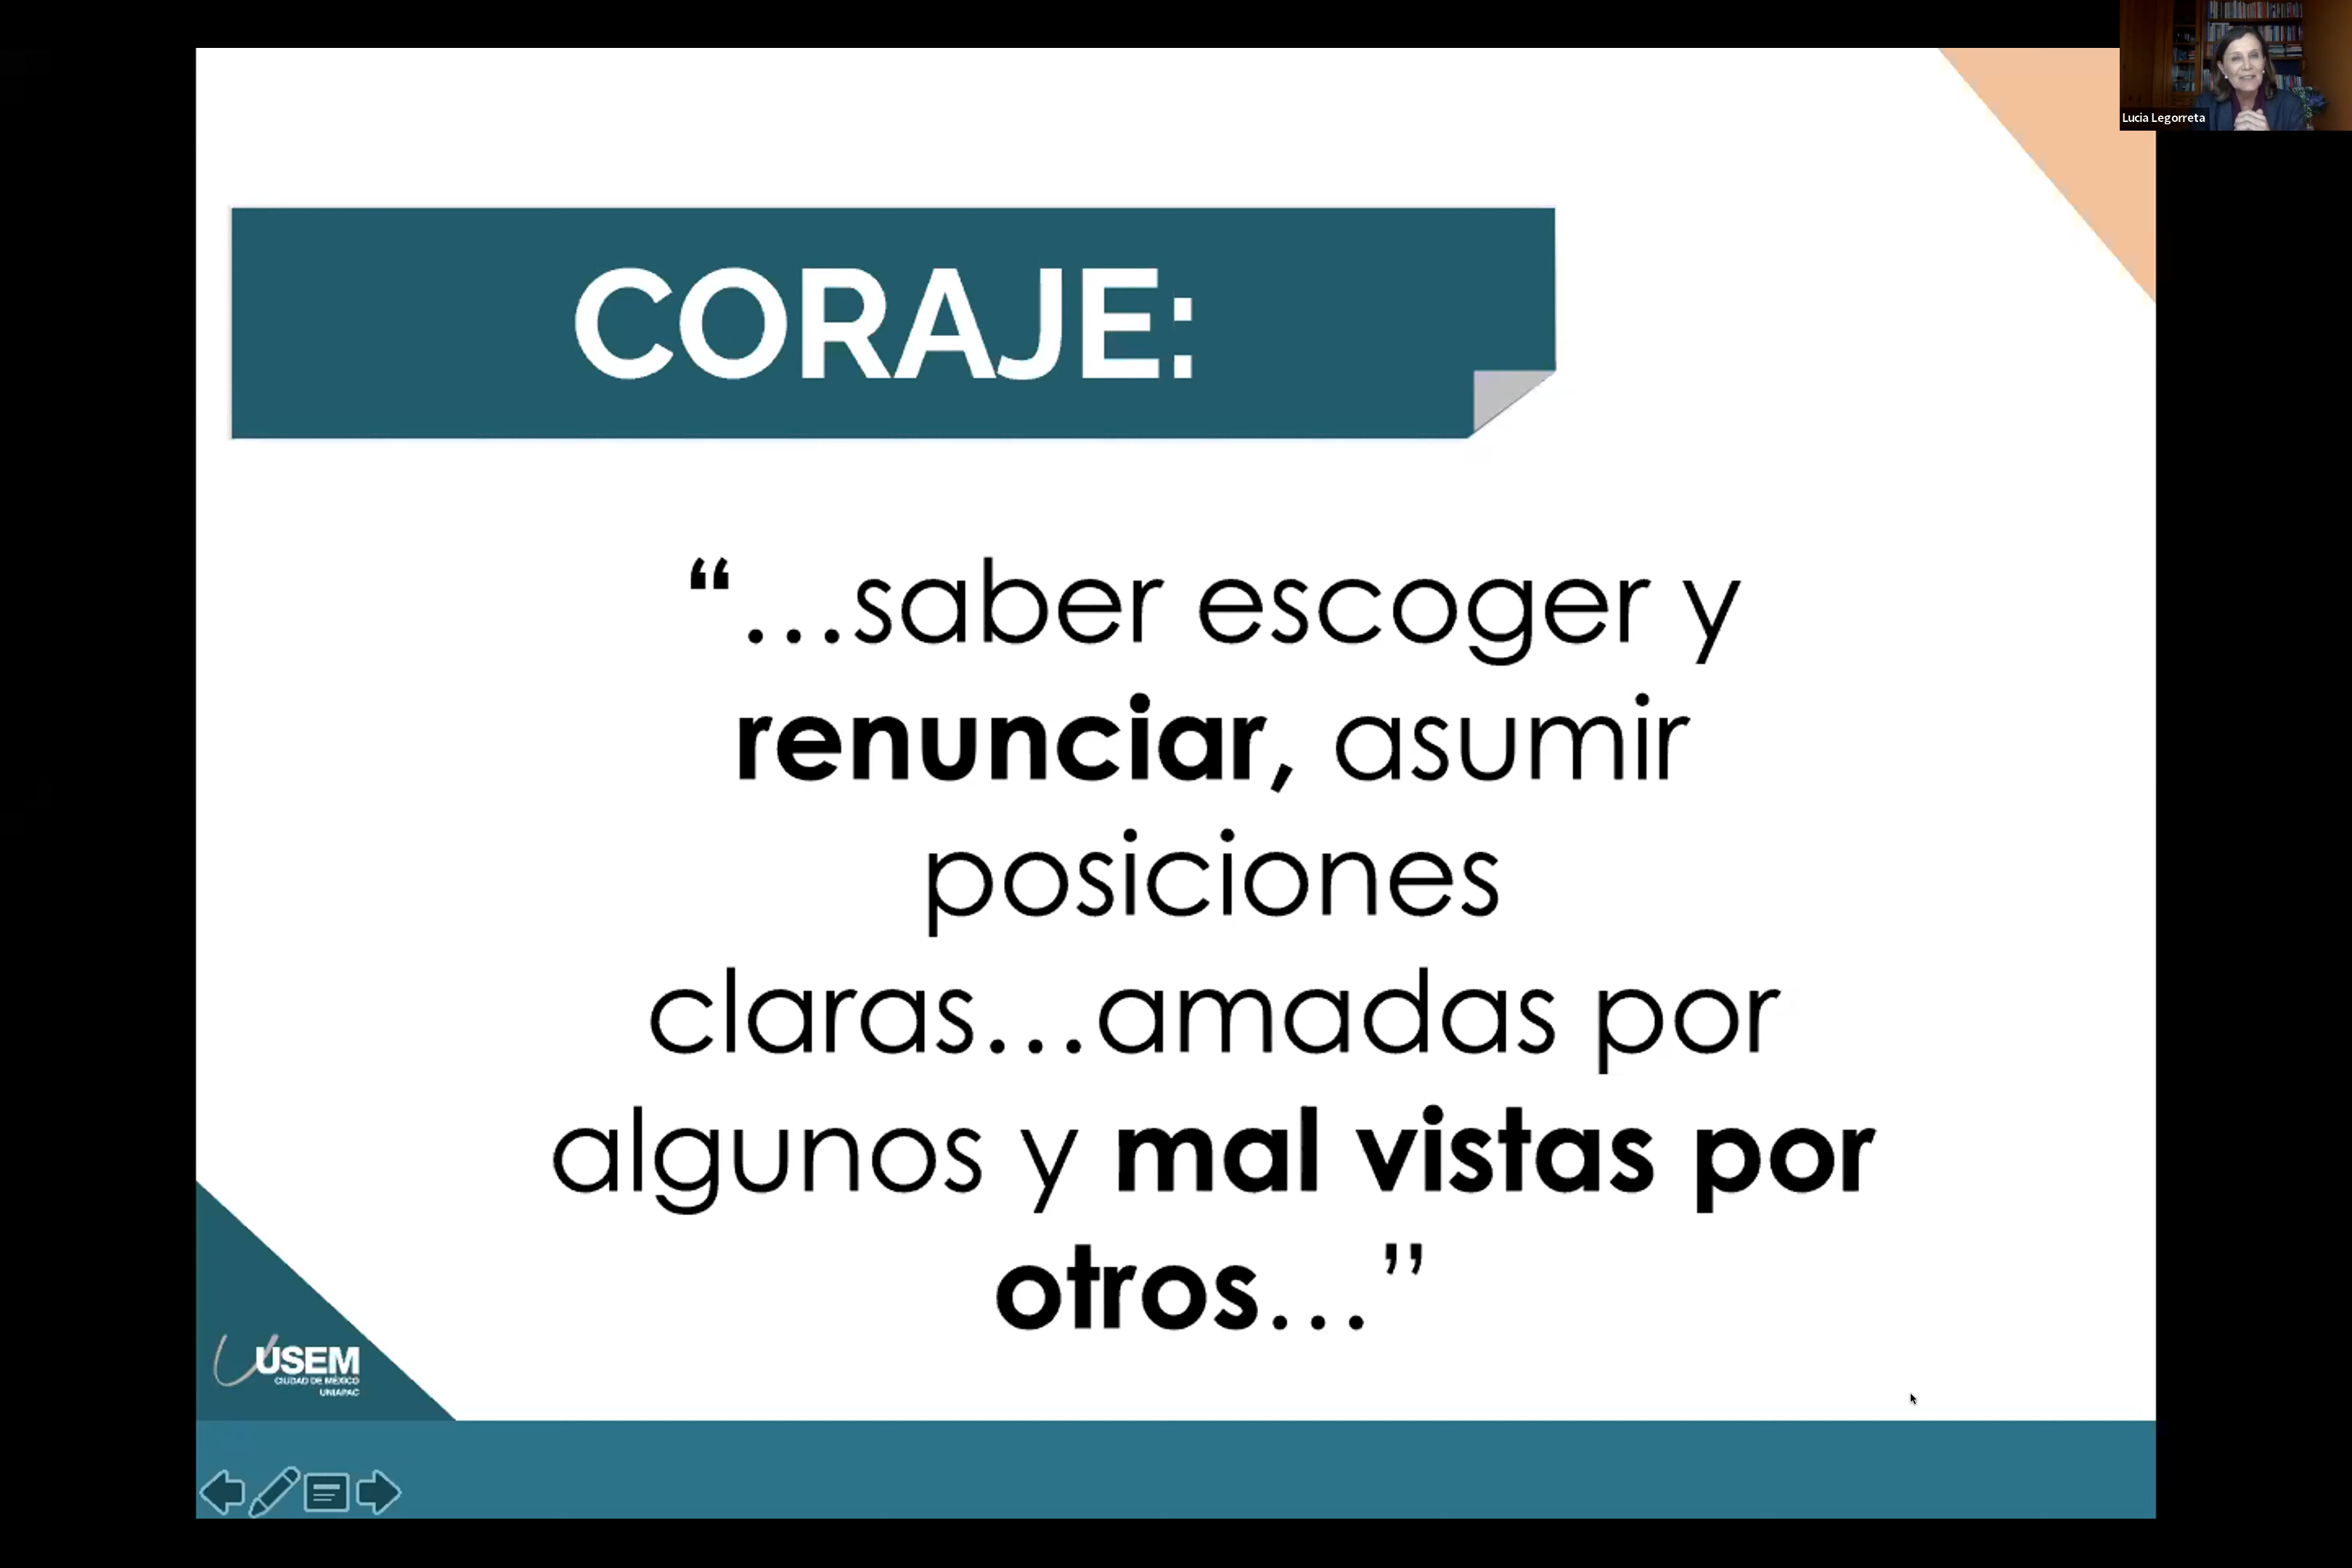 Lucia Legorreta
CORAJE:
“…saber escoger y
renunciar, asumir
posiciones
claras…amadas por
algunos y mal vistas por
otros…”
USEM
CIUDAD DE MÉXICO
UNIAPAC